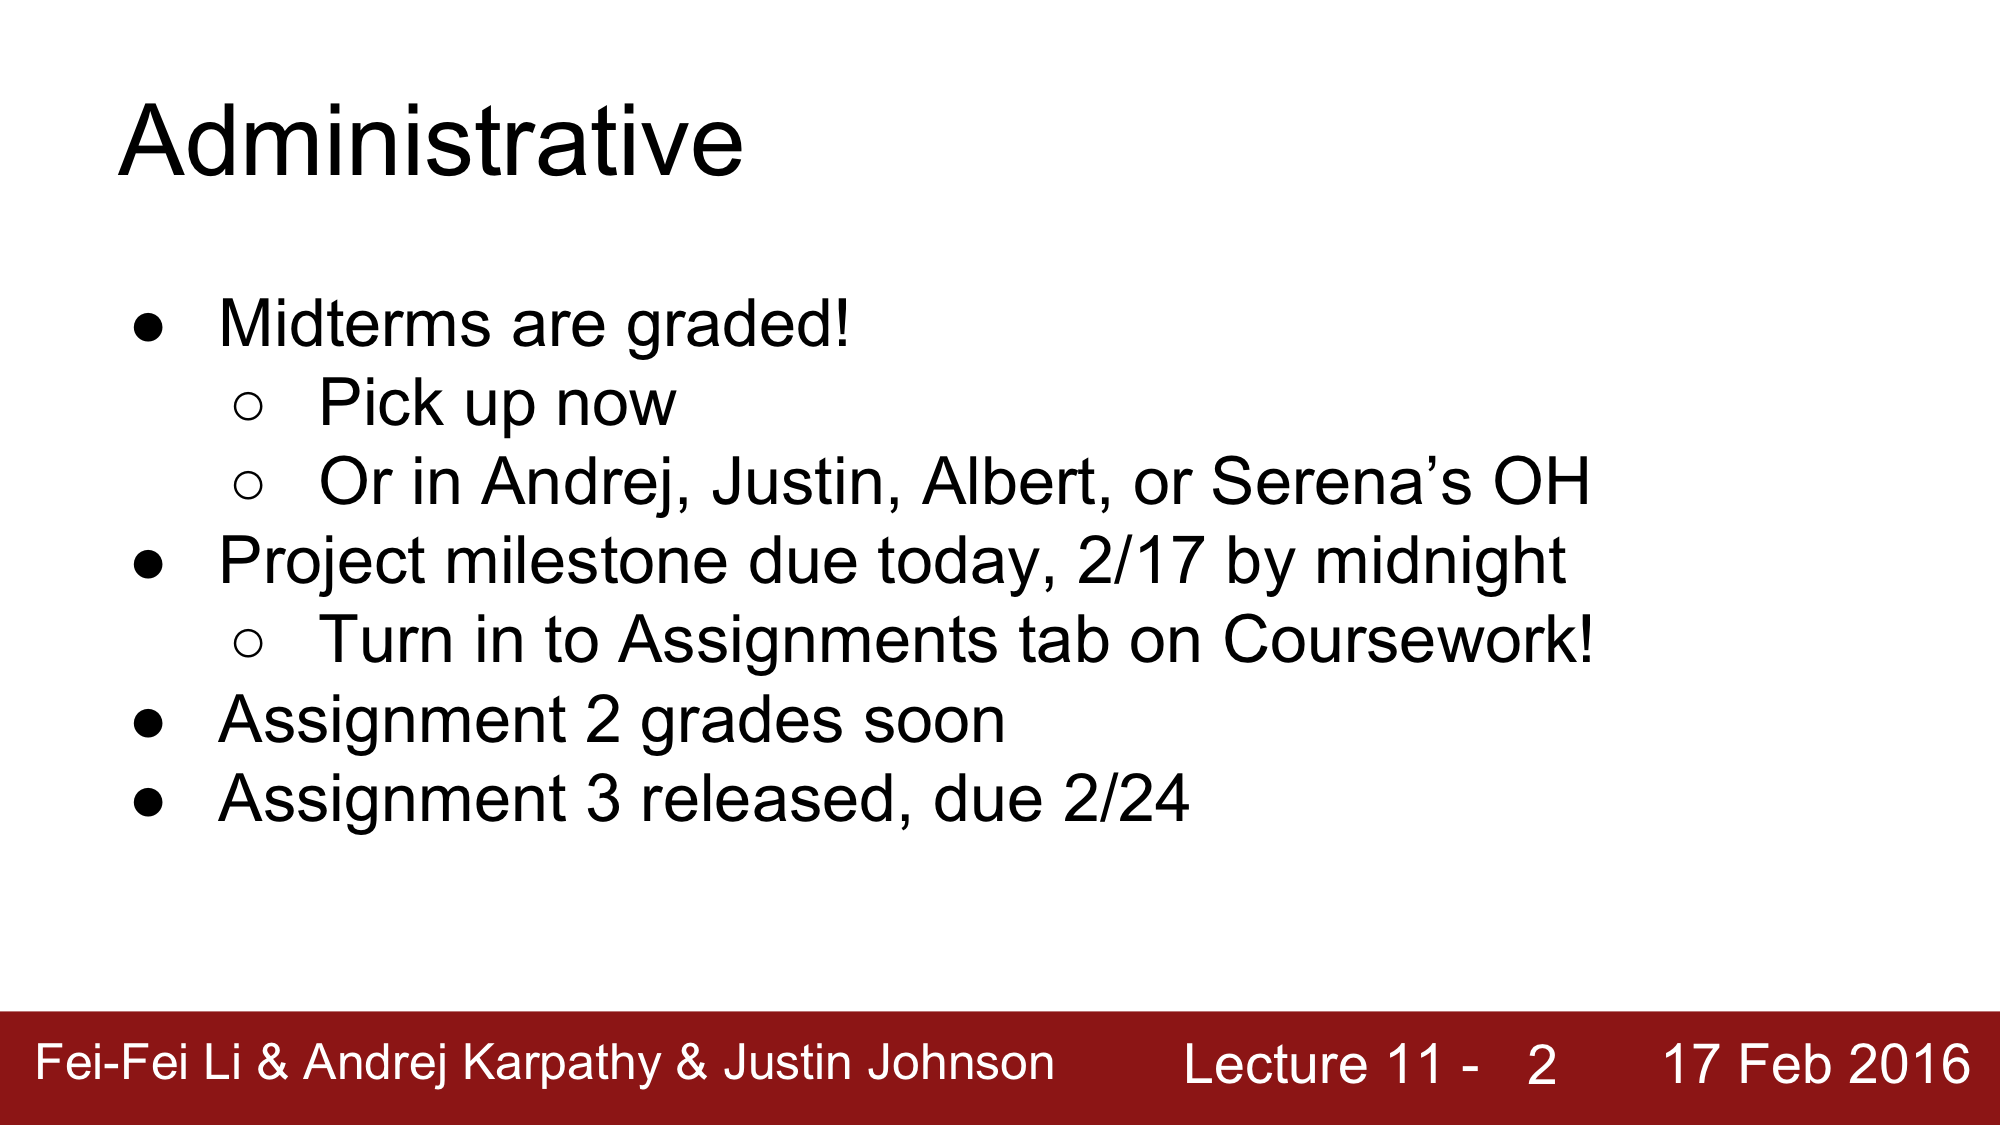 Administrative
● Midterms are graded!
○ Pick up now
○ Or in Andrej, Justin, Albert, or Serena’s OH
● Project milestone due today, 2/17 by midnight
○ Turn in to Assignments tab on Coursework!
● Assignment 2 grades soon
● Assignment 3 released, due 2/24
Fei-Fei Li & Andrej Karpathy & Justin Johnson Lecture 11 - 2 17 Feb 2016